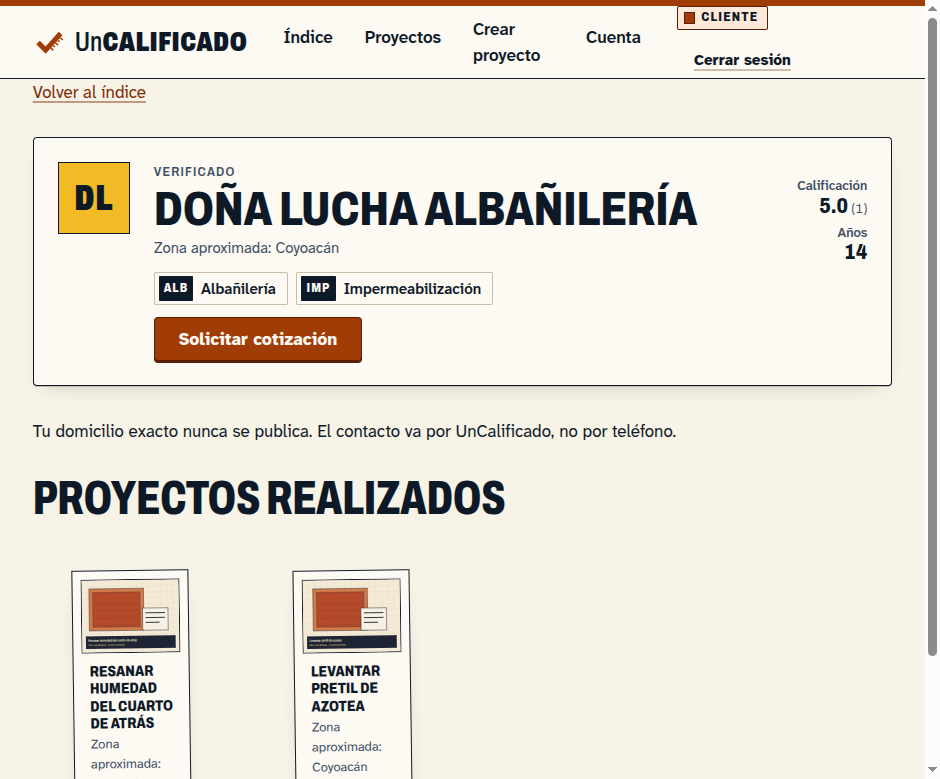 UnCALIFICADO
Índice
Proyectos
Crear
proyecto
Cuenta
CLIENTE
Cerrar sesión
Volver al índice
DL
VERIFICADO
DOÑA LUCHA ALBAÑILERÍA
Zona aproximada: Coyoacán
ALB Albañilería
IMP Impermeabilización
Solicitar cotización
Calificación
5.0 (1)
Años
14
Tu domicilio exacto nunca se publica. El contacto va por UnCalificado, no por teléfono.
PROYECTOS REALIZADOS
RESANAR
HUMEDAD
DEL CUARTO
DE ATRÁS
Zona
aproximada:
LEVANTAR
PRETIL DE
AZOTEA
Zona
aproximada:
Coyoacán